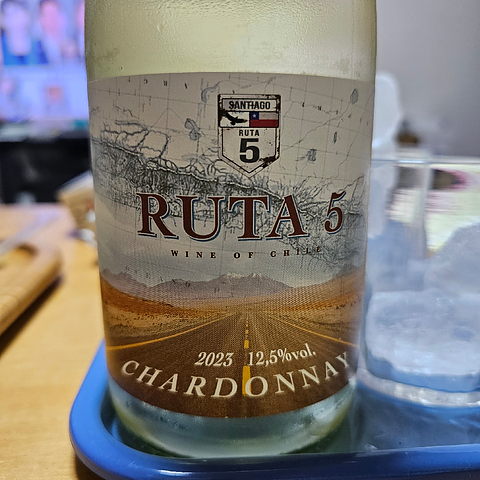 SANTIAGO
RUTA
5
RUTA 5
WINE OF CHILE
2023 12,5%vol.
CHARDONNAY